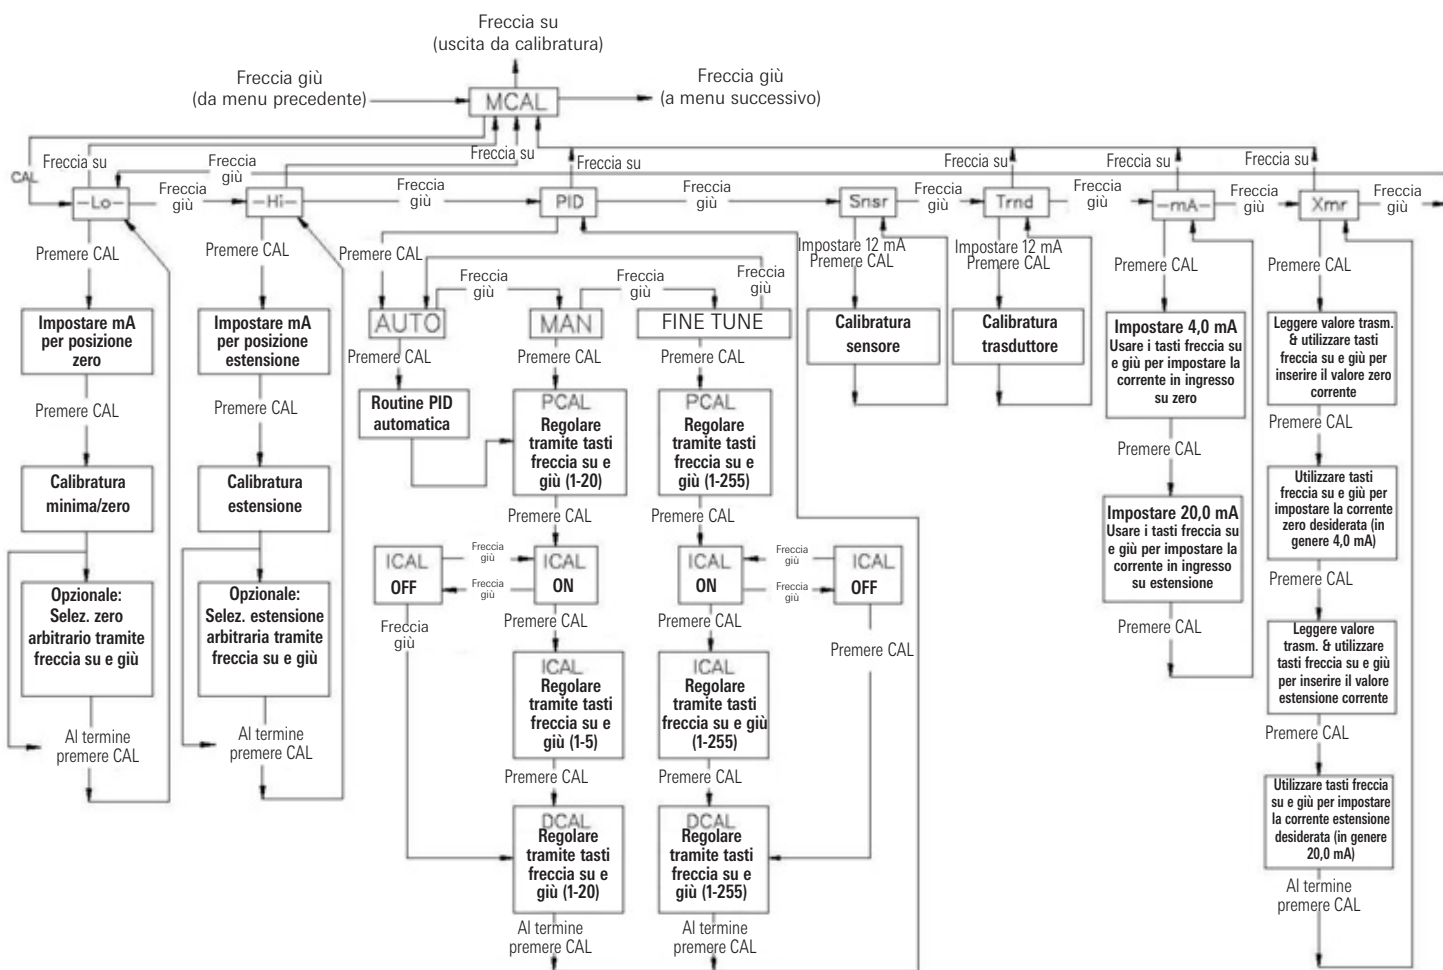 Freccia su
(uscita da calibratura)
Freccia giù
(da menu precedente)
MCAL
Freccia giù
(a menu successivo)
CAL
Freccia su
Freccia
giù
Freccia su
Freccia su
Freccia su
Freccia su
Freccia su
-Lo-
Freccia
giù
-Hi-
Freccia
giù
PID
Freccia
giù
Snsr
Freccia
giù
Trnd
Freccia
giù
-mA-
Freccia
giù
Xmr
Freccia
giù
Premere CAL
Impostare mA
per posizione
zero
Premere CAL
Calibratura
minima/zero
Opzionale:
Selez. zero
arbitrario tramite
freccia su e giù
Al termine
premere CAL
Premere CAL
Impostare mA
per posizione
estensione
Premere CAL
Calibratura
estensione
Opzionale:
Selez. estensione
arbitraria tramite
freccia su e giù
Al termine
premere CAL
Premere
CAL
Freccia
giù
Freccia
giù
Freccia
giù
AUTO
MAN
FINE TUNE
Premere CAL
Routine PID
automatica
Premere CAL
PCAL
Regolare
tramite tasti
freccia su e
giù (1-20)
Premere CAL
ICAL
OFF
Freccia
giù
Freccia
giù
ICAL
ON
Freccia
giù
Premere CAL
ICAL
Regolare
tramite tasti
freccia su e
giù (1-5)
Premere CAL
DCAL
Regolare
tramite tasti
freccia su e
giù (1-20)
Al termine
premere CAL
Premere CAL
PCAL
Regolare
tramite tasti
freccia su e
giù (1-255)
Premere CAL
ICAL
ON
Freccia
giù
Freccia
giù
ICAL
OFF
Premere CAL
Premere CAL
ICAL
Regolare
tramite tasti
freccia su e giù
(1-255)
Premere CAL
DCAL
Regolare
tramite tasti
freccia su e
giù (1-255)
Al termine
premere CAL
Impostare 12 mA
Premere CAL
Calibratura
sensore
Impostare 12 mA
Premere CAL
Calibratura
trasduttore
Premere CAL
Impostare 4,0 mA
Usare i tasti freccia su
e giù per impostare la
corrente in ingresso
su zero
Premere CAL
Impostare 20,0 mA
Usare i tasti freccia su
e giù per impostare la
corrente in ingresso
su estensione
Premere CAL
Premere CAL
Leggere valore trasm.
& utilizzare tasti
freccia su e giù per
inserire il valore zero
corrente
Premere CAL
Utilizzare tasti
freccia su e giù per
impostare la corrente
zero desiderata (in
genere 4,0 mA)
Premere CAL
Leggere valore
trasm. & utilizzare
tasti freccia su e giù
per inserire il valore
estensione corrente
Premere CAL
Utilizzare tasti freccia
su e giù per impostare
la corrente estensione
desiderata (in genere
20,0 mA)
Al termine
premere CAL